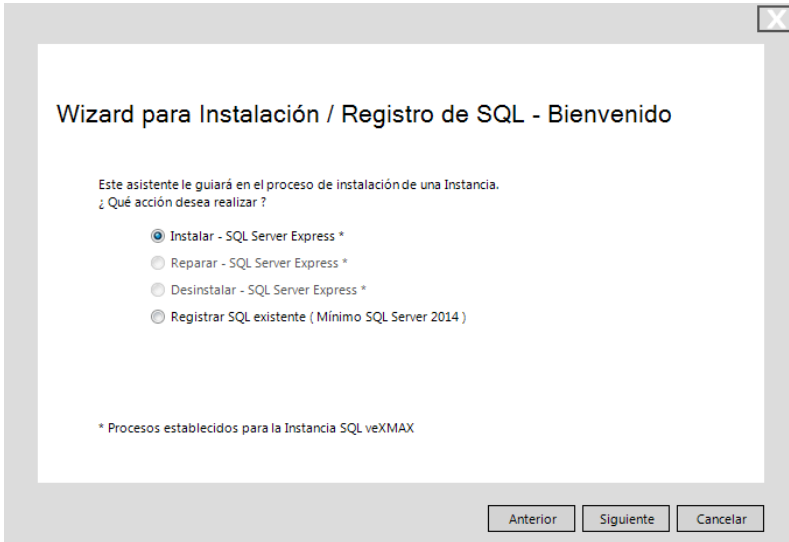 X
Wizard para Instalación / Registro de SQL - Bienvenido
Este asistente le guiará en el proceso de instalación de una Instancia.
¿ Qué acción desea realizar ?
Instalar - SQL Server Express *
Reparar - SQL Server Express *
Desinstalar - SQL Server Express *
Registrar SQL existente ( Mínimo SQL Server 2014 )
* Procesos establecidos para la Instancia SQL veXMAX
Anterior Siguiente Cancelar